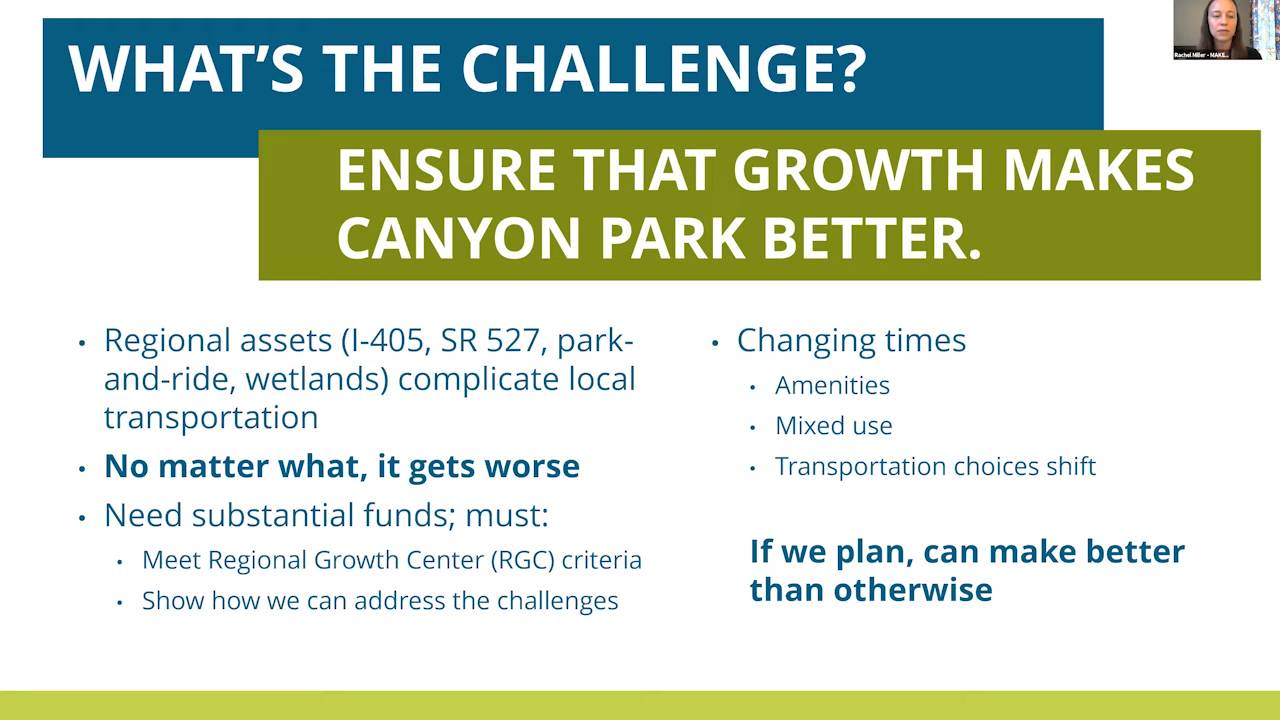 WHAT'S THE CHALLENGE?
ENSURE THAT GROWTH MAKES
CANYON PARK BETTER.
• Regional assets (I-405, SR 527, park-
and-ride, wetlands) complicate local
transportation
• No matter what, it gets worse
• Need substantial funds; must:
• Meet Regional Growth Center (RGC) criteria
• Show how we can address the challenges
• Changing times
• Amenities
• Mixed use
• Transportation choices shift
If we plan, can make better
than otherwise
Rachel Miller - MAKE...